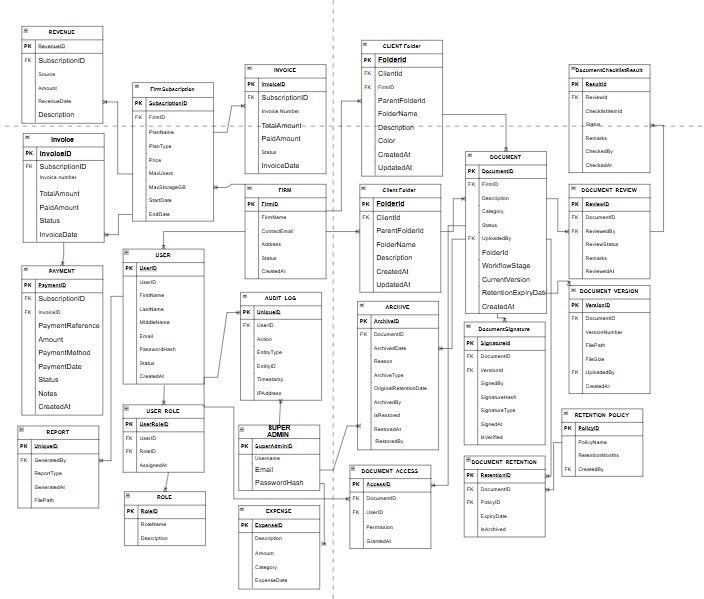 REVENUE
PK RevenueID
FK SubscriptionID
Source
Amount
RevenueDate
Description
Invoice
PK InvoiceID
FK SubscriptionID
Invoice number
TotalAmount
PaidAmount
Status
InvoiceDate
PAYMENT
PK PaymentID
FK SubscriptionID
FK InvoiceID
PaymentReference
Amount
PaymentMethod
PaymentDate
Status
Notes
CreatedAt
REPORT
PK UniqueID
FK GeneratedBy
ReportType
GeneratedAt
FilePath
FirmSubscription
PK SubscriptionID
FK FirmID
PlanName
PlanType
Price
MaxUsers
MaxStorageGB
StartDate
EndDate
USER
PK UserID
UserID
FirstName
LastName
MiddleName
Email
PasswordHash
Status
CreatedAt
USER ROLE
PK UserRoleID
FK UserID
FK RoleID
AssignedAt
ROLE
PK RoleID
RoleName
Description
INVOICE
PK InvoiceID
FK SubscriptionID
Invoice Number
TotalAmount
PaidAmount
Status
InvoiceDate
FIRM
PK FirmID
FirmName
ContactEmail
Address
Status
CreatedAt
AUDIT LOG
PK UniqueID
FK UserID
Action
EntityType
EntityID
Timestamp
IPAddress
SUPER
ADMIN
PK SuperAdminID
Username
Email
PasswordHash
EXPENSE
PK ExpenseID
Description
Amount
Category
ExpenseDate
CLIENT Folder
PK FolderId
FK ClientId
FK FirmID
ParentFolderId
FolderName
Description
Color
CreatedAt
UpdatedAt
Client Folder
PK FolderId
FK ClientId
FK ParentFolderId
FolderName
Description
CreatedAt
UpdatedAt
ARCHIVE
PK ArchiveID
FK DocumentID
ArchivedDate
Reason
ArchiveType
OriginalRetentionDate
ArchivedBy
IsRestored
RestoredAt
RestoredBy
DOCUMENT ACCESS
PK AccessID
FK DocumentID
FK UserID
Permission
GrantedAt
DOCUMENT
PK DocumentID
FK FirmID
Description
Category
Status
FK UploadedBy
FolderId
WorkflowStage
CurrentVersion
RetentionExpiryDate
CreatedAt
DocumentSignature
PK SignatureId
FK DocumentID
FK VersionId
SignedBy
SignatureHash
SignatureType
SignedAt
IsVerified
DOCUMENT RETENTION
PK RetentionID
FK DocumentID
FK PolicyID
ExpiryDate
IsArchived
DocumentChecklistResult
PK ResultId
FK ReviewId
ChecklistItemId
Status
Remarks
CheckedBy
CheckedAt
DOCUMENT REVIEW
PK ReviewID
FK DocumentID
FK ReviewedBy
ReviewStatus
Remarks
ReviewedAt
DOCUMENT VERSION
PK VersionID
FK DocumentID
VersionNumber
FilePath
FileSize
FK UploadedBy
CreatedAt
RETENTION POLICY
PK PolicyID
PolicyName
RetentionMonths
FK CreatedBy